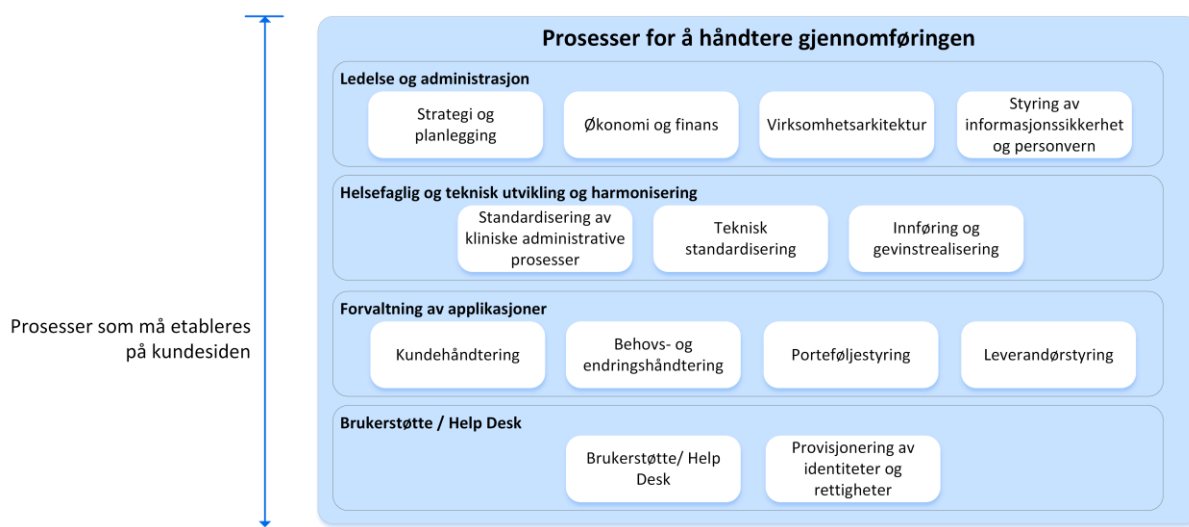 Prosesser for å håndtere gjennomføringen
Ledelse og administrasjon
Strategi og
planlegging
Økonomi og finans
Virksomhetsarkitektur
Styring av
informasjonssikkerhet
og personvern
Helsefaglig og teknisk utvikling og harmonisering
Standardisering av
kliniske administrative
prosesser
Teknisk
standardisering
Innføring og
gevinstrealisering
Prosesser som må etableres
på kundesiden
Forvaltning av applikasjoner
Kundehåndtering
Behovs- og
endringshåndtering
Porteføljestyring
Leverandørstyring
Brukerstøtte / Help Desk
Brukerstøtte/ Help
Desk
Provisjonering av
identiteter og
rettigheter